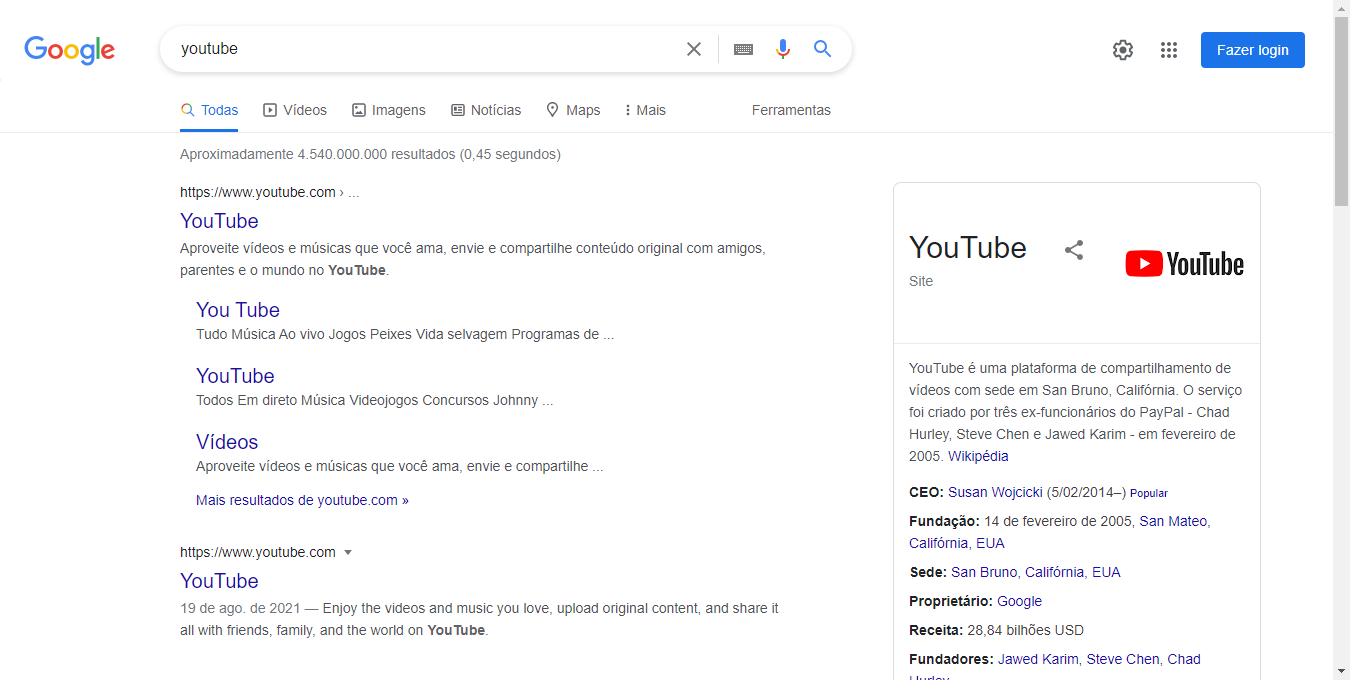 Google
youtube
Fazer login
Todas
Vídeos
Imagens
Notícias
Maps
Mais
Ferramentas
Aproximadamente 4.540.000.000 resultados (0,45 segundos)
https://www.youtube.com › ...
YouTube
Aproveite vídeos e músicas que você ama, envie e compartilhe conteúdo original com amigos,
parentes e o mundo no YouTube.
You Tube
Tudo Música Ao vivo Jogos Peixes Vida selvagem Programas de ...
YouTube
Todos Em direto Música Videojogos Concursos Johnny ...
Vídeos
Aproveite vídeos e músicas que você ama, envie e compartilhe ...
Mais resultados de youtube.com »
https://www.youtube.com
YouTube
19 de ago. de 2021 — Enjoy the videos and music you love, upload original content, and share it
all with friends, family, and the world on YouTube.
YouTube
Site
YouTube
YouTube é uma plataforma de compartilhamento de
vídeos com sede em San Bruno, Califórnia. O serviço
foi criado por três ex-funcionários do PayPal - Chad
Hurley, Steve Chen e Jawed Karim - em fevereiro de
2005. Wikipédia
CEO: Susan Wojcicki (5/02/2014–) Popular
Fundação: 14 de fevereiro de 2005, San Mateo,
Califórnia, EUA
Sede: San Bruno, Califórnia, EUA
Proprietário: Google
Receita: 28,84 bilhões USD
Fundadores: Jawed Karim, Steve Chen, Chad
Hurley